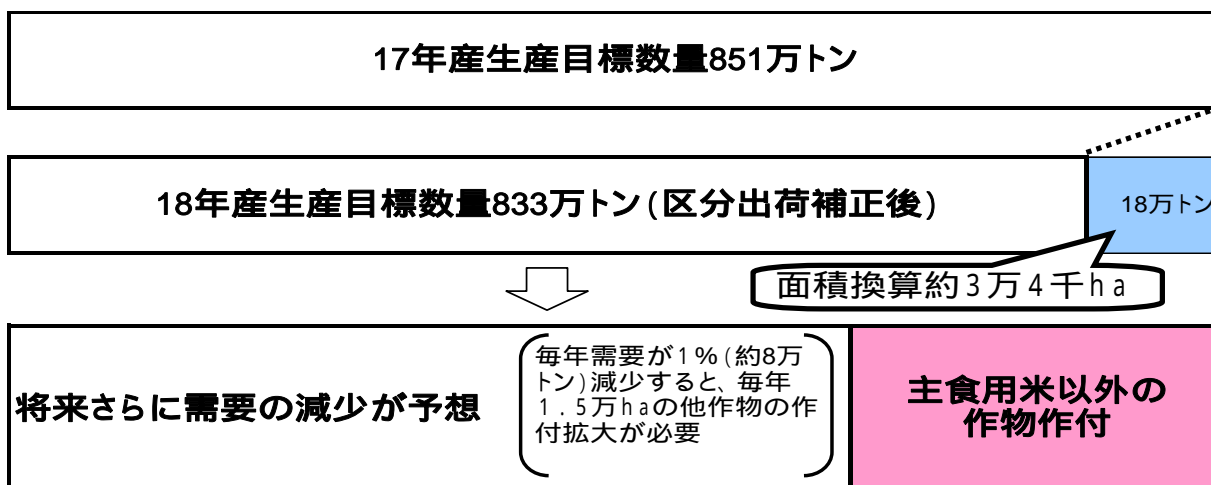 17年産生産目標数量851万トン
18年産生産目標数量833万トン(区分出荷補正後)
18万トン
面積換算約3万4千ha
将来さらに需要の減少が予想
毎年需要が1%(約8万
トン)減少すると、毎年
1.5万haの他作物の作
付拡大が必要
主食用米以外の
作物作付